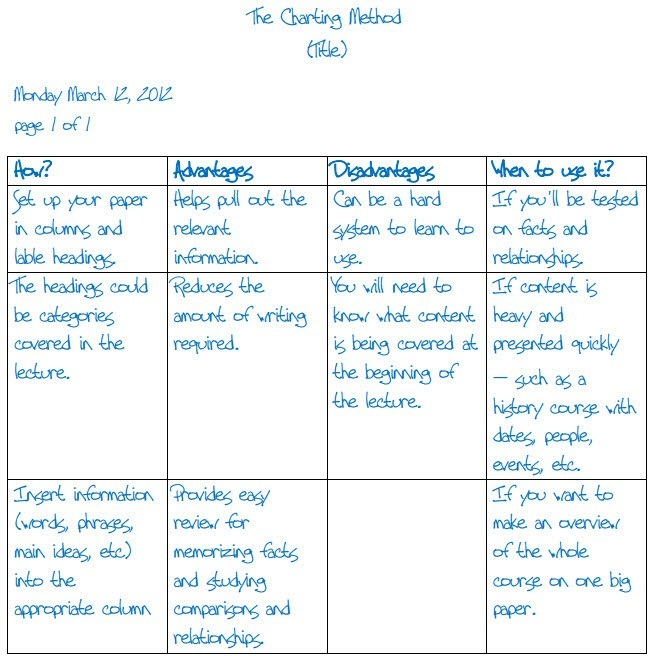 The Charting Method
(Title)
Monday March 12, 2012
page 1 of 1
How?
Advantages
Disadvantages
When to use it?
Set up your paper
in columns and
lable headings.
Helps pull out the
relevant
information.
Can be a hard
system to learn to
use.
If you'll be tested
on facts and
relationships.
The headings could
be categories
covered in the
lecture.
Reduces the
amount of writing
required.
You will need to
know what content
is being covered at
the beginning of
the lecture.
If content is
heavy and
presented quickly
– such as a
history course with
dates, people,
events, etc.
Insert information
(words, phrases,
main ideas, etc)
into the
appropriate column
Provides easy
review for
memorizing facts
and studying
comparisons and
relationships.
If you want to
make an overview
of the whole
course on one big
paper.